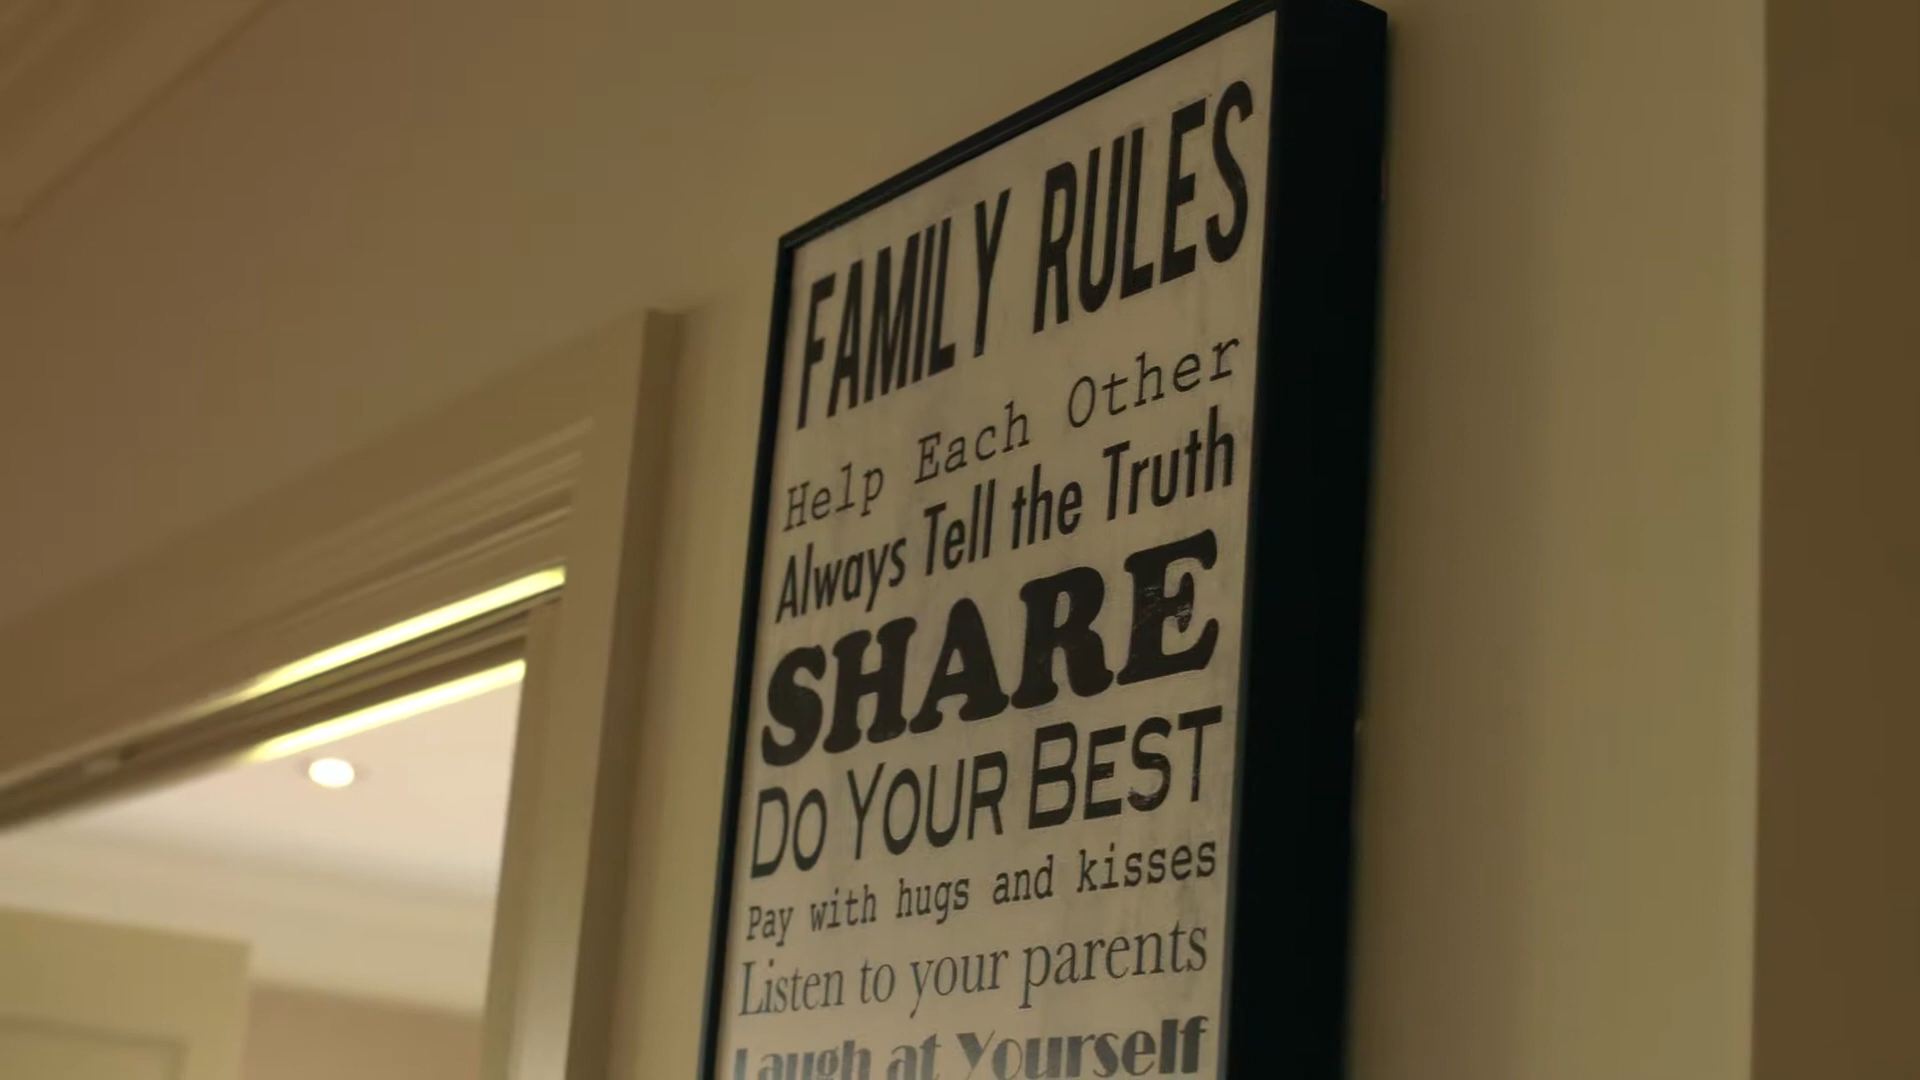 FAMILY RULES
Help Each Other
Always Tell the Truth
SHARE
DO YOUR BEST
Pay with hugs and kisses
Listen to your parents
Laugh at Yourself